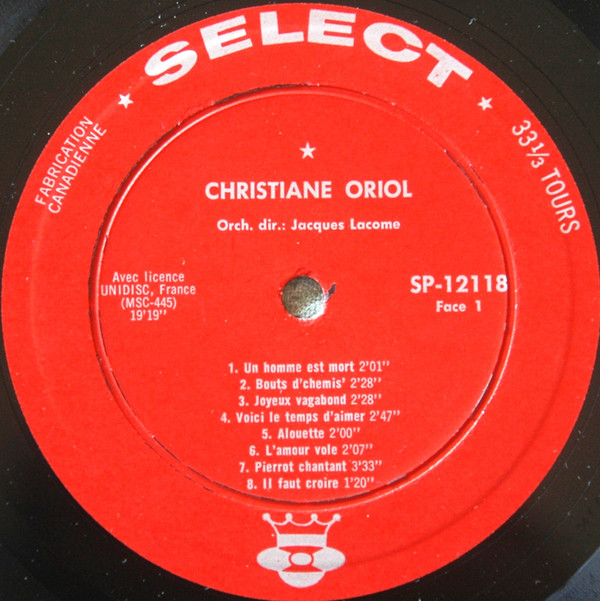 SELECT
FABRICATION
CANADIENNE
33 1/3 TOURS
CHRISTIANE ORIOL
Orch. dir.: Jacques Lacome
Avec licence
UNIDISC, France
(MSC-445)
19'19''
SP-12118
Face 1
1. Un homme est mort 2'01''
2. Bouts d'chemis' 2'28''
3. Joyeux vagabond 2'28''
4. Voici le temps d'aimer 2'47''
5. Alouette 2'00''
6. L'amour vole 2'07''
7. Pierrot chantant 3'33''
8. Il faut croire 1'20''